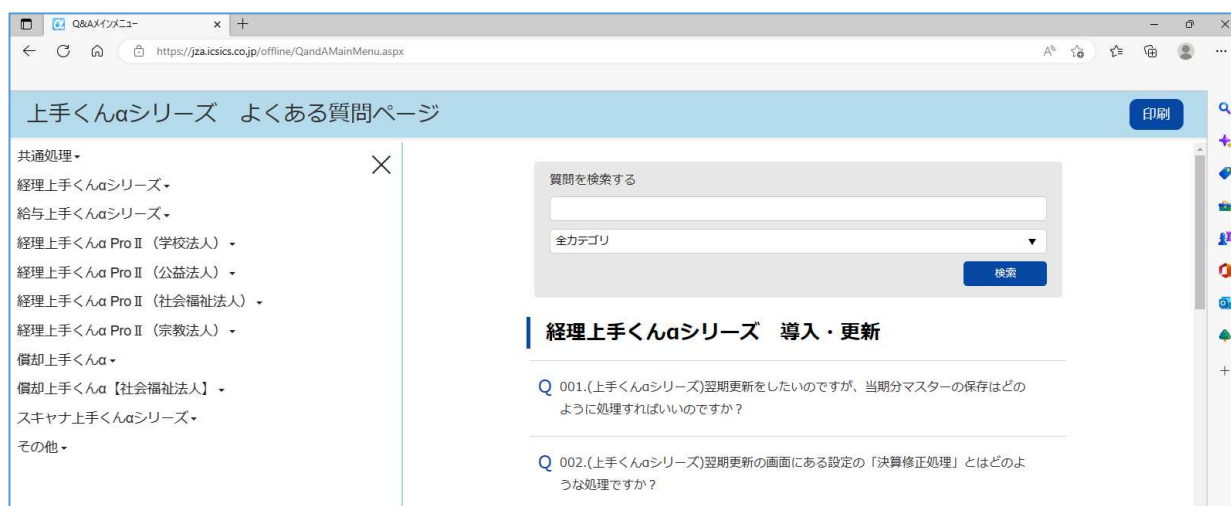 Q&Aメインメニュー
https://jza.icsics.co.jp/offline/QandAMainMenu.aspx
上手くんαシリーズ　よくある質問ページ
印刷
共通処理
経理上手くんαシリーズ
給与上手くんαシリーズ
経理上手くんα ProⅡ（学校法人）
経理上手くんα ProⅡ（公益法人）
経理上手くんα ProⅡ（社会福祉法人）
経理上手くんα ProⅡ（宗教法人）
償却上手くんα
償却上手くんα【社会福祉法人】
スキャナ上手くんαシリーズ
その他
質問を検索する
全カテゴリ
検索
経理上手くんαシリーズ　導入・更新
Q 001.(上手くんαシリーズ)翌期更新をしたいのですが、当期分マスターの保存はどの
ように処理すればいいのですか？
Q 002.(上手くんαシリーズ)翌期更新の画面にある設定の「決算修正処理」とはどのよ
うな処理ですか？